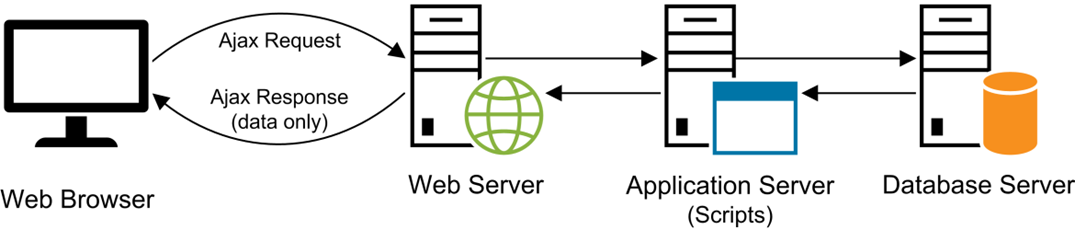 Ajax Request
Ajax Response
(data only)
Web Browser
Web Server
Application Server
(Scripts)
Database Server